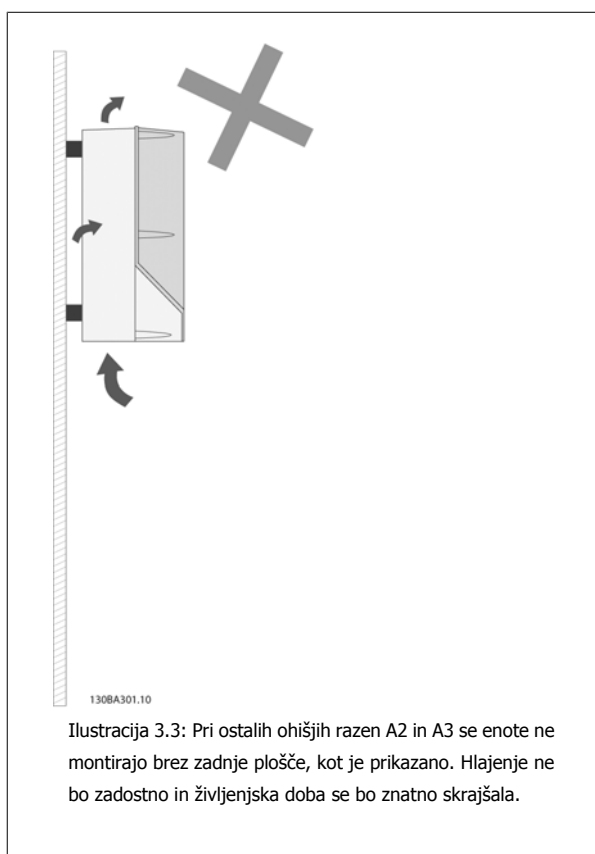 130BA301.10
Ilustracija 3.3: Pri ostalih ohišjih razen A2 in A3 se enote ne
montirajo brez zadnje plošče, kot je prikazano. Hlajenje ne
bo zadostno in življenjska doba se bo znatno skrajšala.